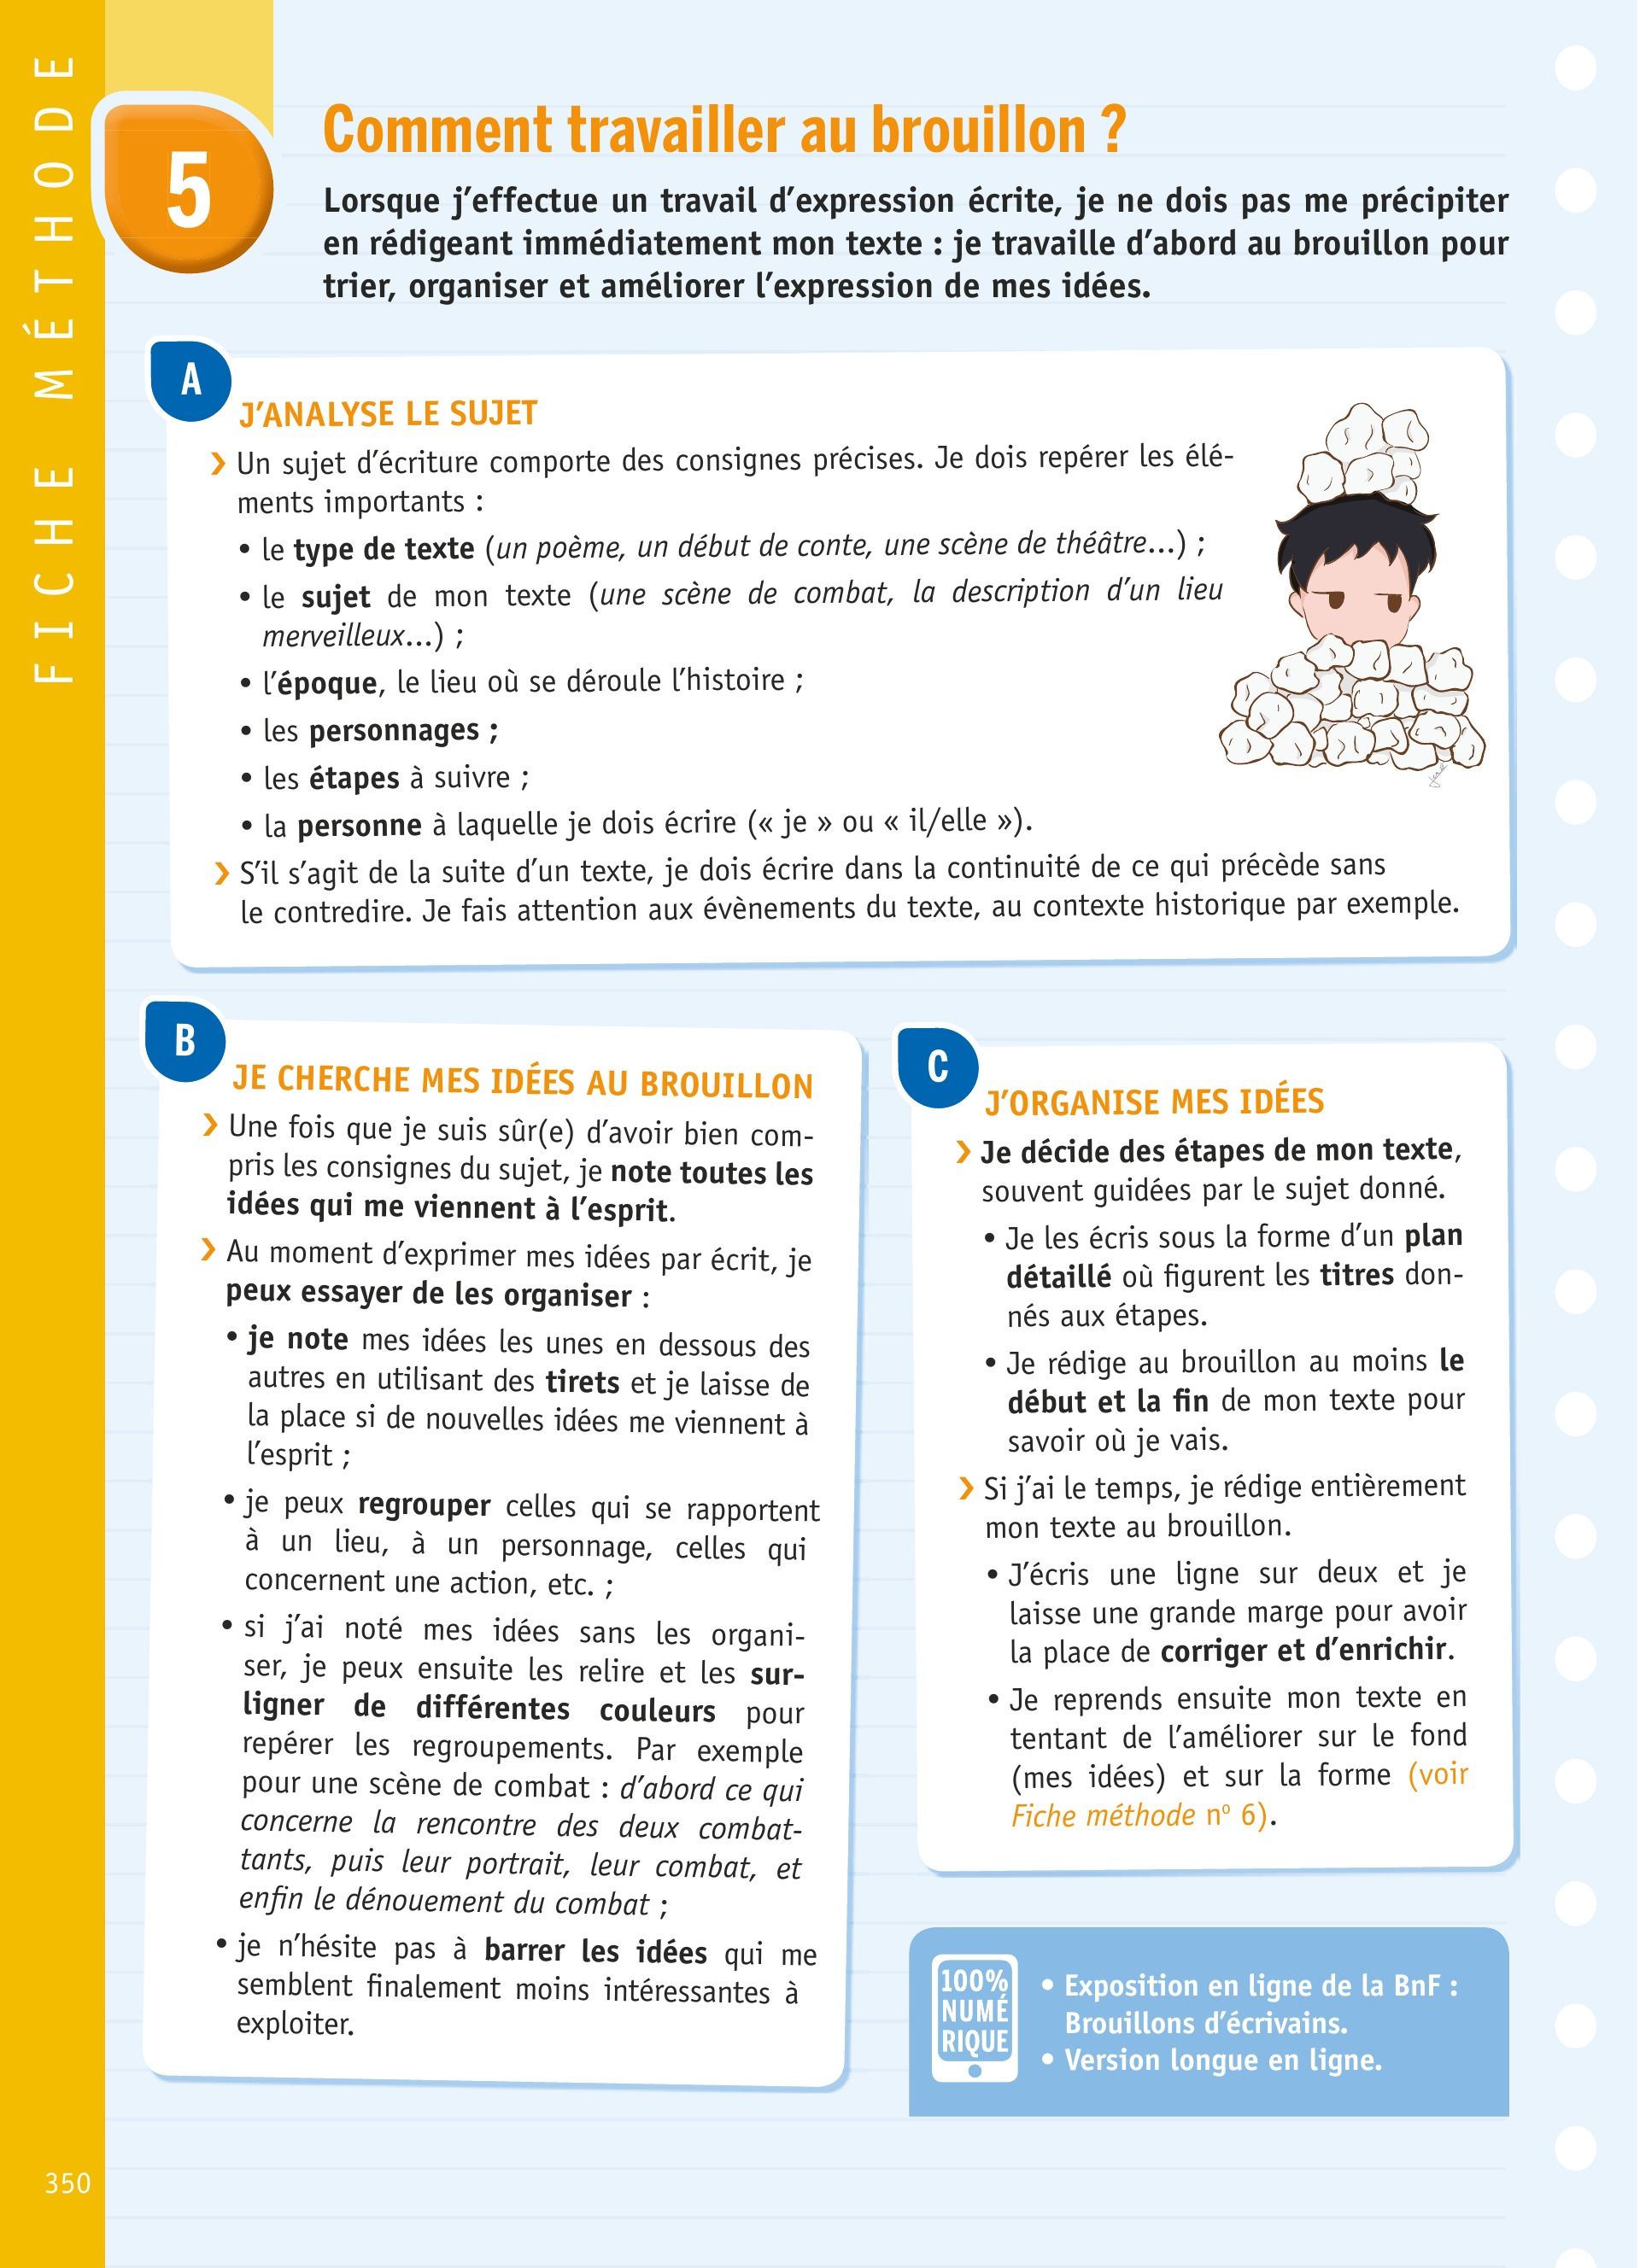 FICHE MÉTHODE
5
Comment travailler au brouillon ?
Lorsque j’effectue un travail d’expression écrite, je ne dois pas me précipiter
en rédigeant immédiatement mon texte : je travaille d’abord au brouillon pour
trier, organiser et améliorer l’expression de mes idées.
A
J’ANALYSE LE SUJET
❯ Un sujet d’écriture comporte des consignes précises. Je dois repérer les élé-
ments importants :
• le type de texte (un poème, un début de conte, une scène de théâtre…) ;
• le sujet de mon texte (une scène de combat, la description d’un lieu
merveilleux…) ;
• l’époque, le lieu où se déroule l’histoire ;
• les personnages ;
• les étapes à suivre ;
• la personne à laquelle je dois écrire (« je » ou « il/elle »).
❯ S’il s’agit de la suite d’un texte, je dois écrire dans la continuité de ce qui précède sans
le contredire. Je fais attention aux évènements du texte, au contexte historique par exemple.
B
JE CHERCHE MES IDÉES AU BROUILLON
❯ Une fois que je suis sûr(e) d’avoir bien com-
pris les consignes du sujet, je note toutes les
idées qui me viennent à l’esprit.
❯ Au moment d’exprimer mes idées par écrit, je
peux essayer de les organiser :
• je note mes idées les unes en dessous des
autres en utilisant des tirets et je laisse de
la place si de nouvelles idées me viennent à
l’esprit ;
• je peux regrouper celles qui se rapportent
à un lieu, à un personnage, celles qui
concernent une action, etc. ;
• si j’ai noté mes idées sans les organi-
ser, je peux ensuite les relire et les sur-
ligner de différentes couleurs pour
repérer les regroupements. Par exemple
pour une scène de combat : d’abord ce qui
concerne la rencontre des deux combat-
tants, puis leur portrait, leur combat, et
enfin le dénouement du combat ;
• je n’hésite pas à barrer les idées qui me
semblent finalement moins intéressantes à
exploiter.
C
J’ORGANISE MES IDÉES
❯ Je décide des étapes de mon texte,
souvent guidées par le sujet donné.
• Je les écris sous la forme d’un plan
détaillé où figurent les titres don-
nés aux étapes.
• Je rédige au brouillon au moins le
début et la fin de mon texte pour
savoir où je vais.
❯ Si j’ai le temps, je rédige entièrement
mon texte au brouillon.
• J’écris une ligne sur deux et je
laisse une grande marge pour avoir
la place de corriger et d’enrichir.
• Je reprends ensuite mon texte en
tentant de l’améliorer sur le fond
(mes idées) et sur la forme (voir
Fiche méthode nº 6).
100%
NUMÉ
RIQUE
• Exposition en ligne de la BnF :
Brouillons d’écrivains.
• Version longue en ligne.
350